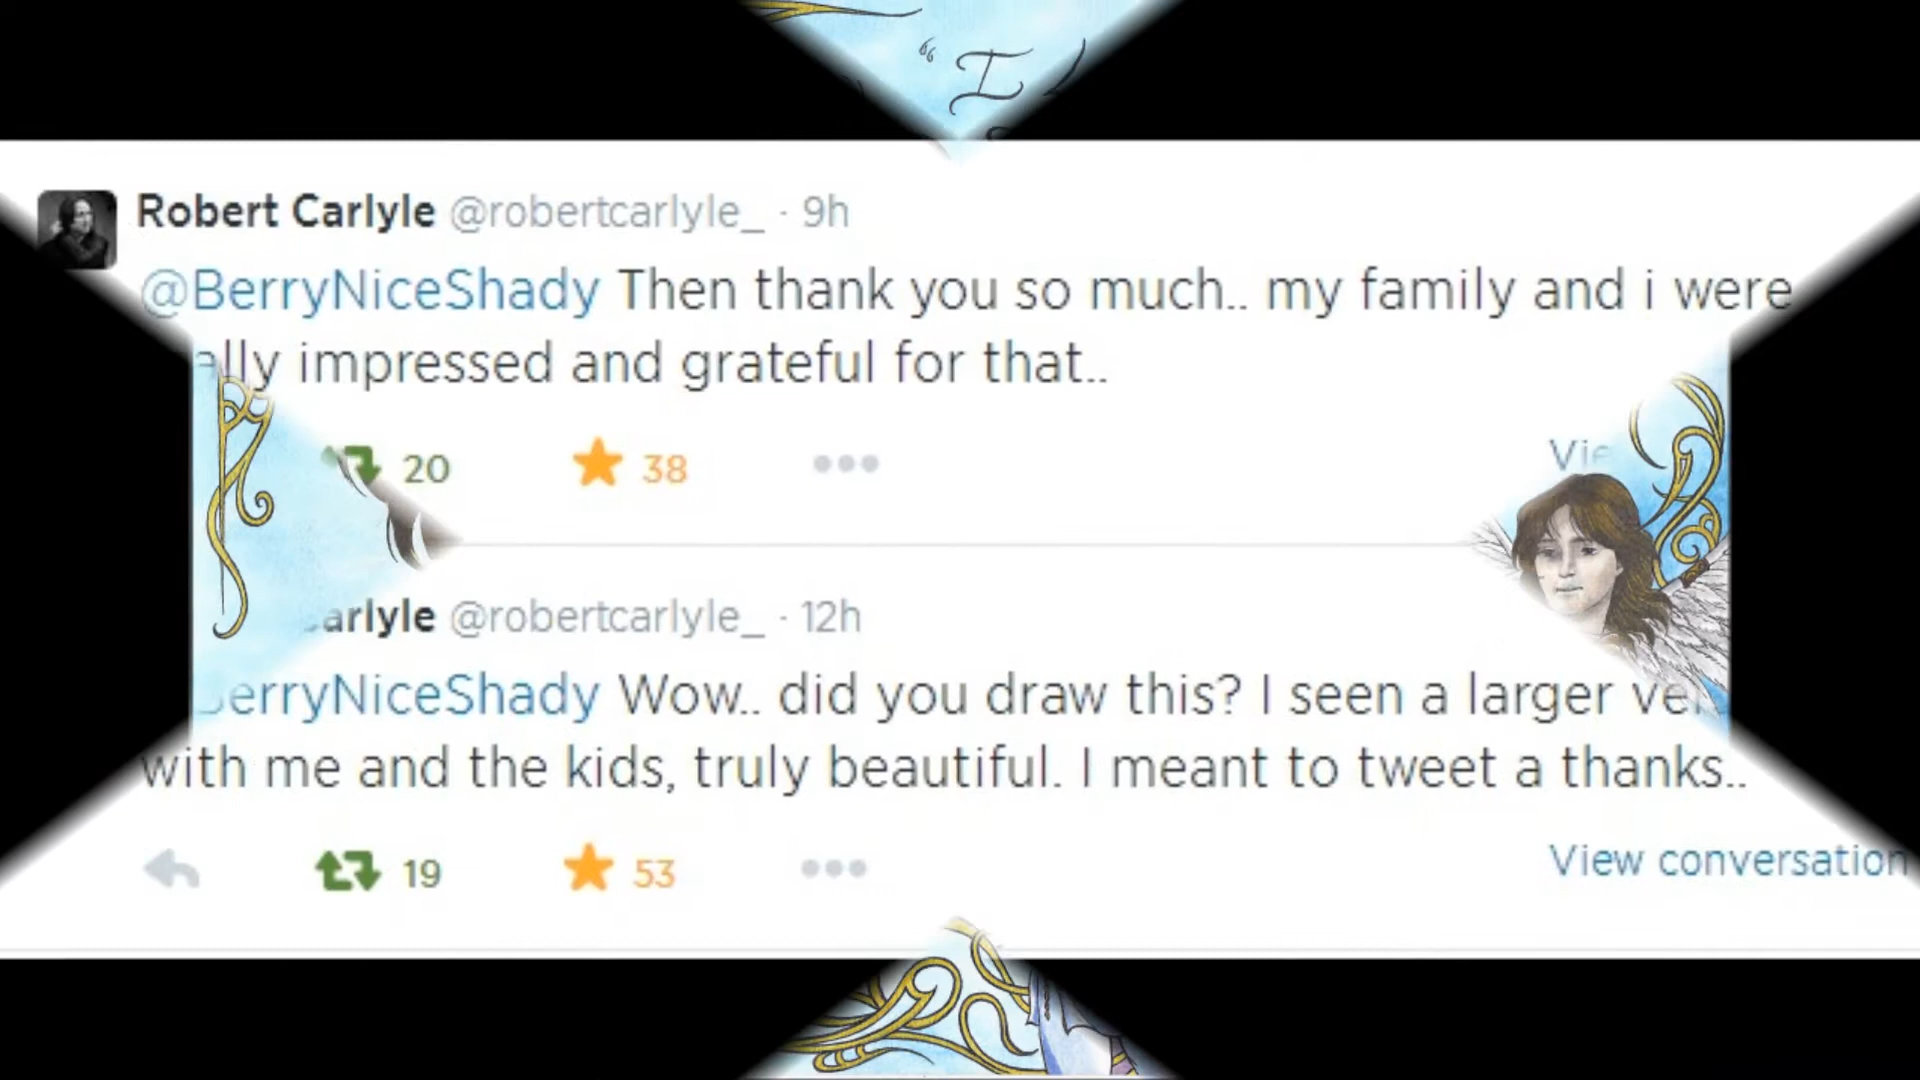 “ I
Robert Carlyle @robertcarlyle_ · 9h
@BerryNiceShady Then thank you so much.. my family and i were
impressed and grateful for that..
20 38
@robertcarlyle_ · 12h
Wow.. did you draw this? I seen a larger
with me and the kids, truly beautiful. I meant to tweet a thanks..
19 53 View conversation